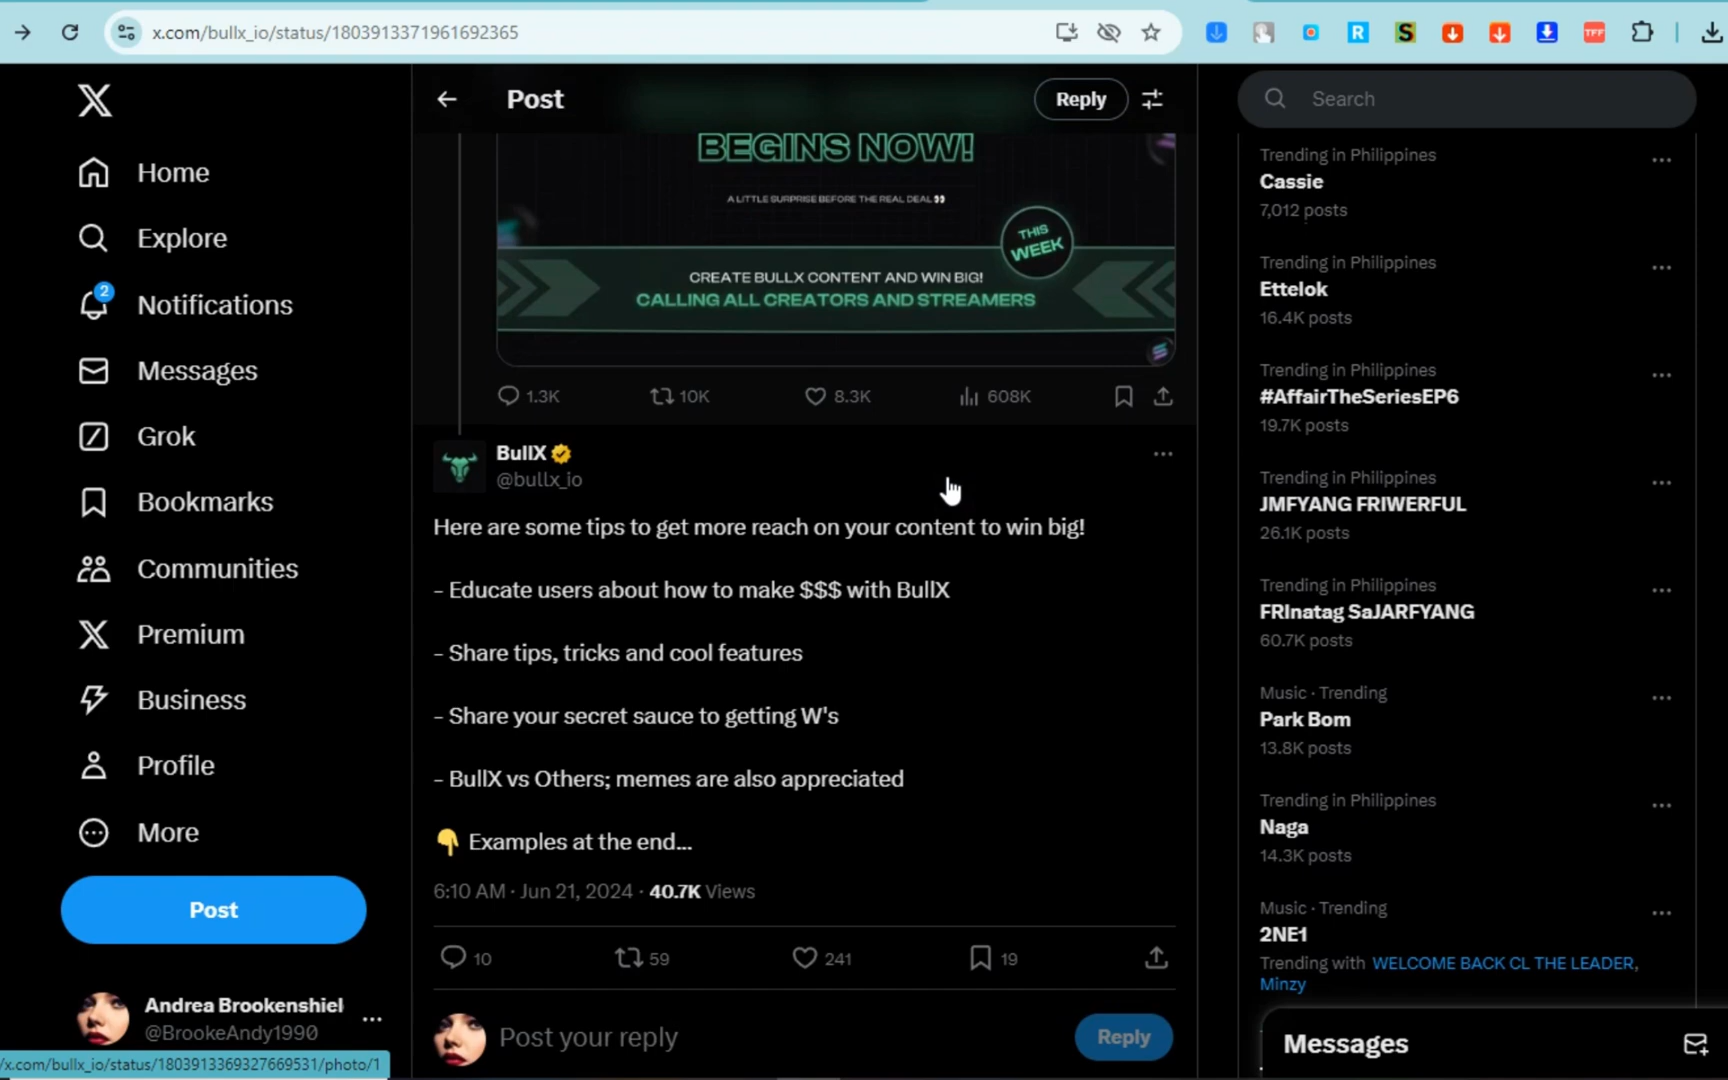 x.com/bullx_io/status/1803913371961692365
R
S
TFF
Home
Explore
2
Notifications
Messages
Grok
Bookmarks
Communities
Premium
Business
Profile
More
Post
Andrea Brookenshiel
@BrookeAndy1990
/x.com/bullx_io/status/1803913369327669531/photo/1
Post
Reply
BEGINS NOW!
A LITTLE SURPRISE BEFORE THE REAL DEAL 👀
THIS
WEEK
CREATE BULLX CONTENT AND WIN BIG!
CALLING ALL CREATORS AND STREAMERS
1.3K 10K 8.3K 608K
BullX
@bullx_io
Here are some tips to get more reach on your content to win big!
- Educate users about how to make $$$ with BullX
- Share tips, tricks and cool features
- Share your secret sauce to getting W's
- BullX vs Others; memes are also appreciated
👇 Examples at the end...
6:10 AM · Jun 21, 2024 · 40.7K Views
10 59 241 19
Post your reply
Reply
Search
Trending in Philippines
Cassie
7,012 posts
Trending in Philippines
Ettelok
16.4K posts
Trending in Philippines
#AffairTheSeriesEP6
19.7K posts
Trending in Philippines
JMFYANG FRIWERFUL
26.1K posts
Trending in Philippines
FRInatag SaJARFYANG
60.7K posts
Music · Trending
Park Bom
13.8K posts
Trending in Philippines
Naga
14.3K posts
Music · Trending
2NE1
Trending with WELCOME BACK CL THE LEADER,
Minzy
Messages